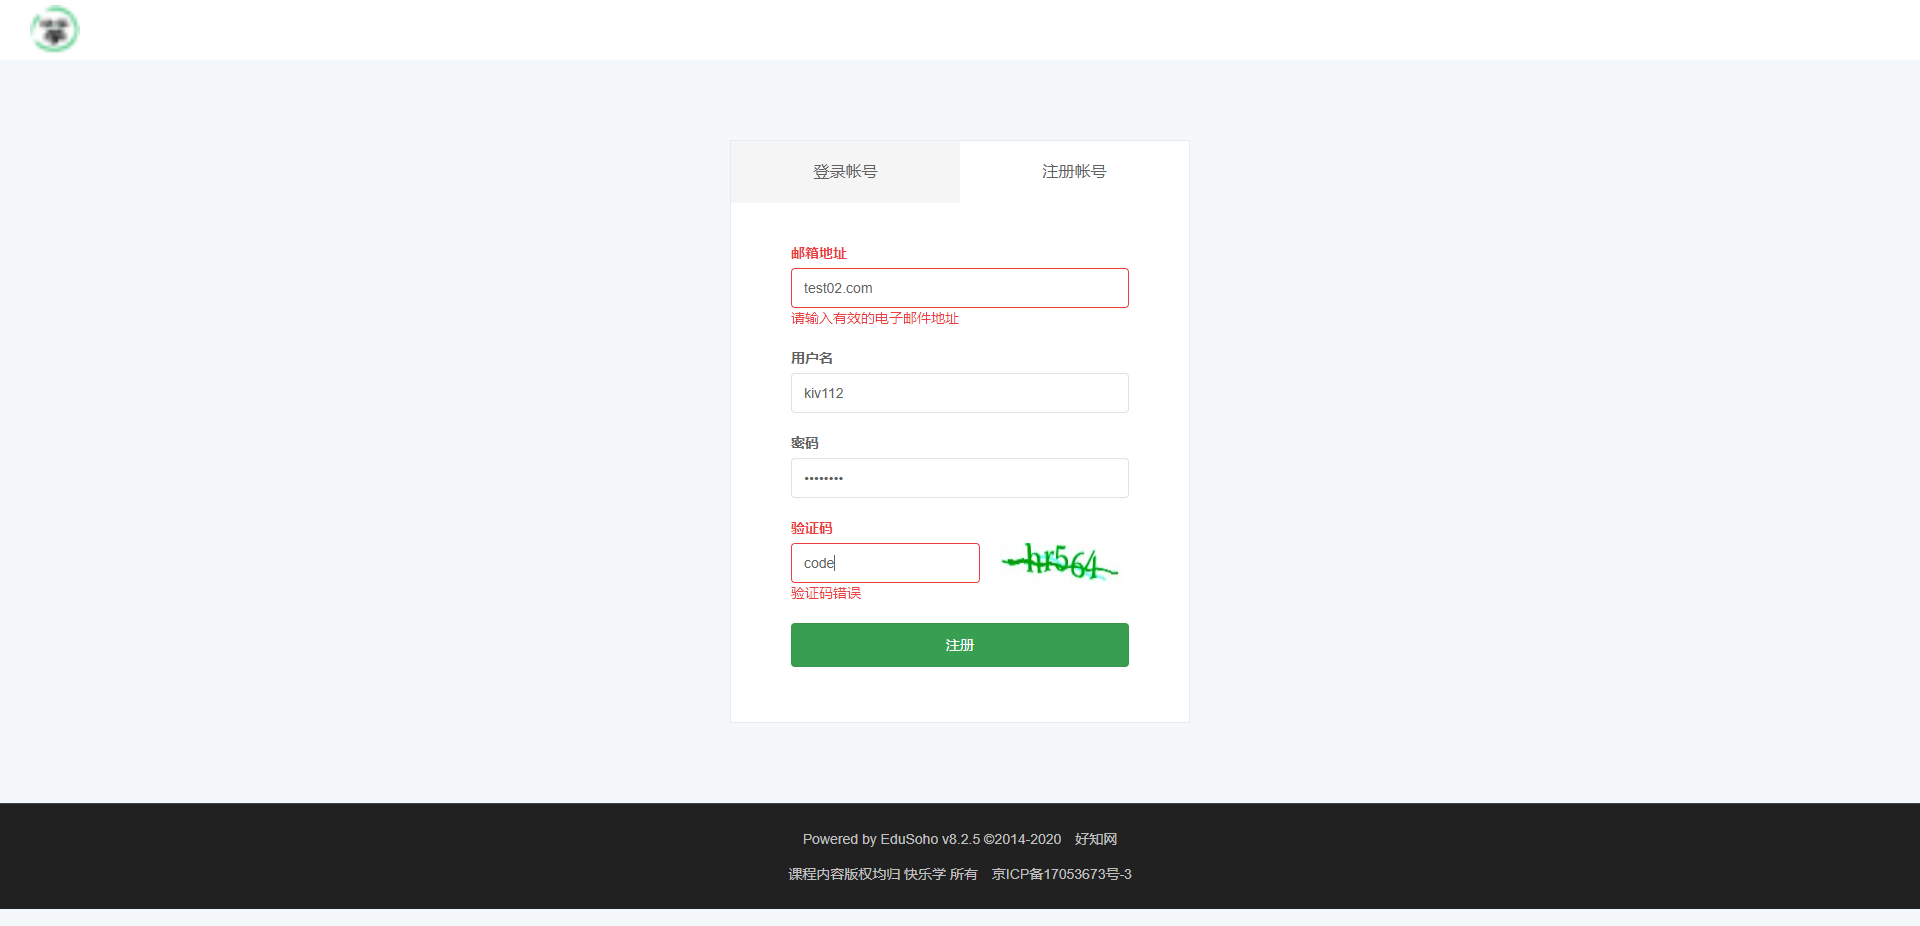 登录帐号
注册帐号
邮箱地址
test02.com
请输入有效的电子邮件地址
用户名
kiv112
密码
••••••••
验证码
code
hr564
验证码错误
注册
Powered by EduSoho v8.2.5 ©2014-2020 好知网
课程内容版权均归 快乐学 所有 京ICP备17053673号-3